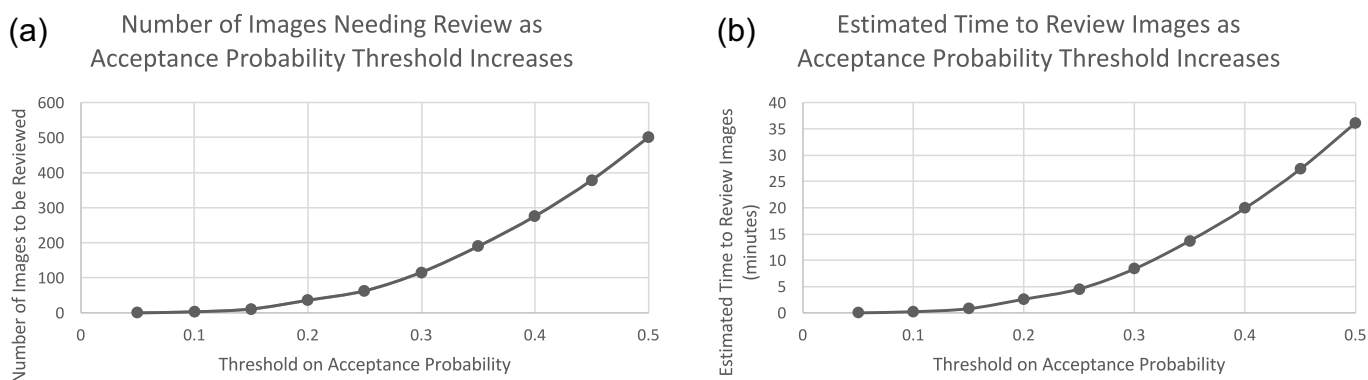 (a)
Number of Images Needing Review as
Acceptance Probability Threshold Increases
Number of Images to be Reviewed
600
500
400
300
200
100
0
0
0.1
0.2
0.3
0.4
0.5
Threshold on Acceptance Probability
(b)
Estimated Time to Review Images as
Acceptance Probability Threshold Increases
Estimated Time to Review Images
(minutes)
40
35
30
25
20
15
10
5
0
0
0.1
0.2
0.3
0.4
0.5
Threshold on Acceptance Probability